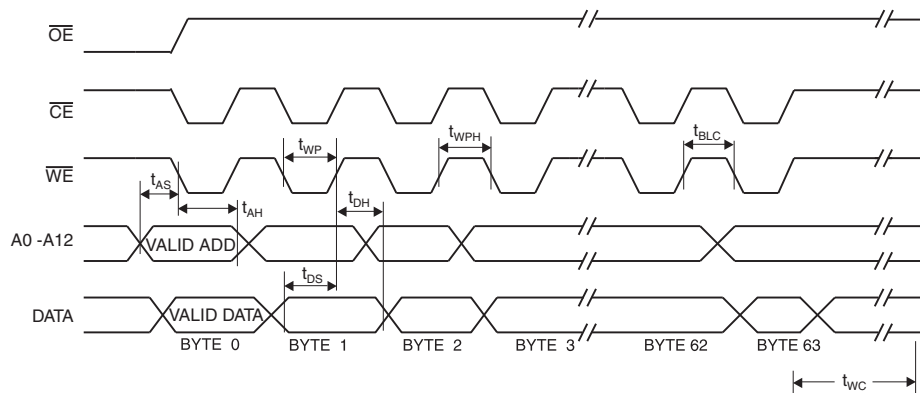 OE
CE
tWP
tWPH
tBLC
WE
tAS
tAH
tDH
A0 -A12
VALID ADD
tDS
DATA
VALID DATA
BYTE 0
BYTE 1
BYTE 2
BYTE 3
BYTE 62
BYTE 63
tWC